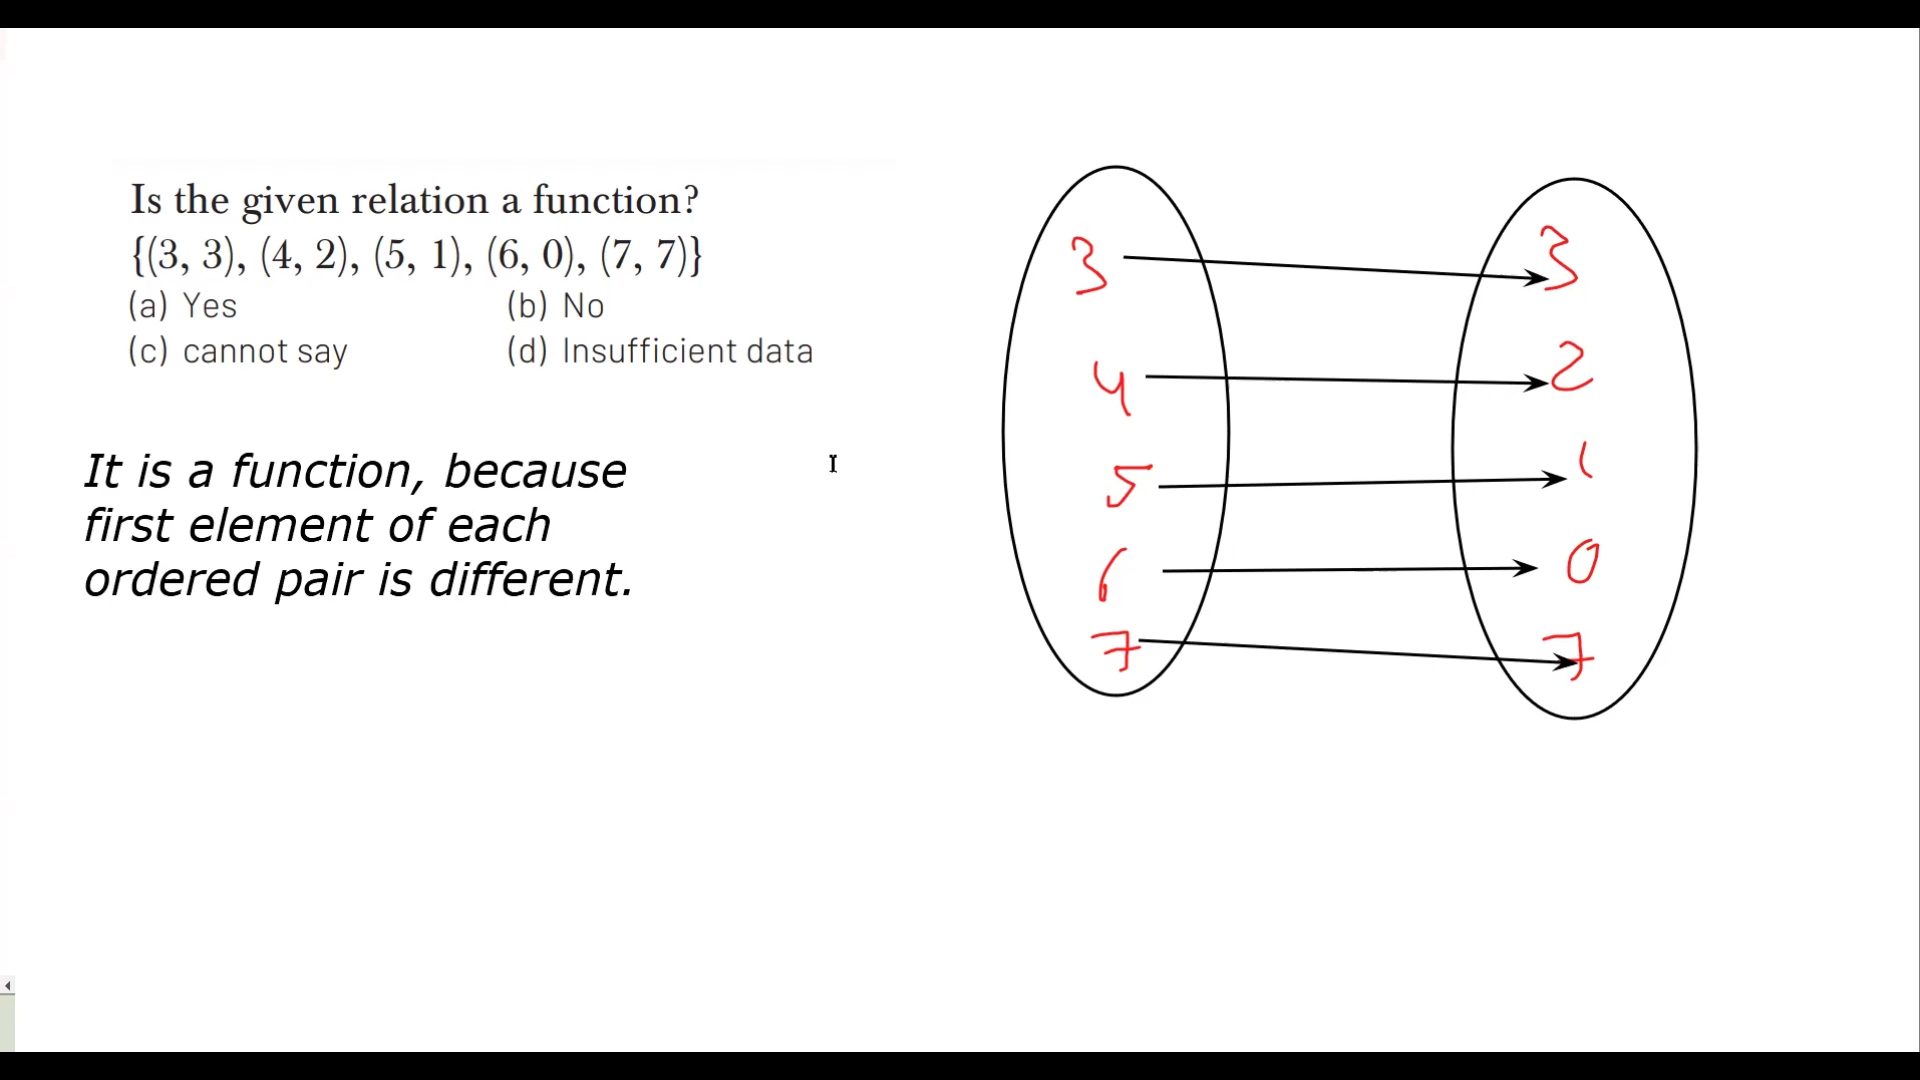 Is the given relation a function?
{(3, 3), (4, 2), (5, 1), (6, 0), (7, 7)}
(a) Yes (b) No
(c) cannot say (d) Insufficient data
It is a function, because
first element of each
ordered pair is different.
3 3
4 2
5 1
6 0
7 7